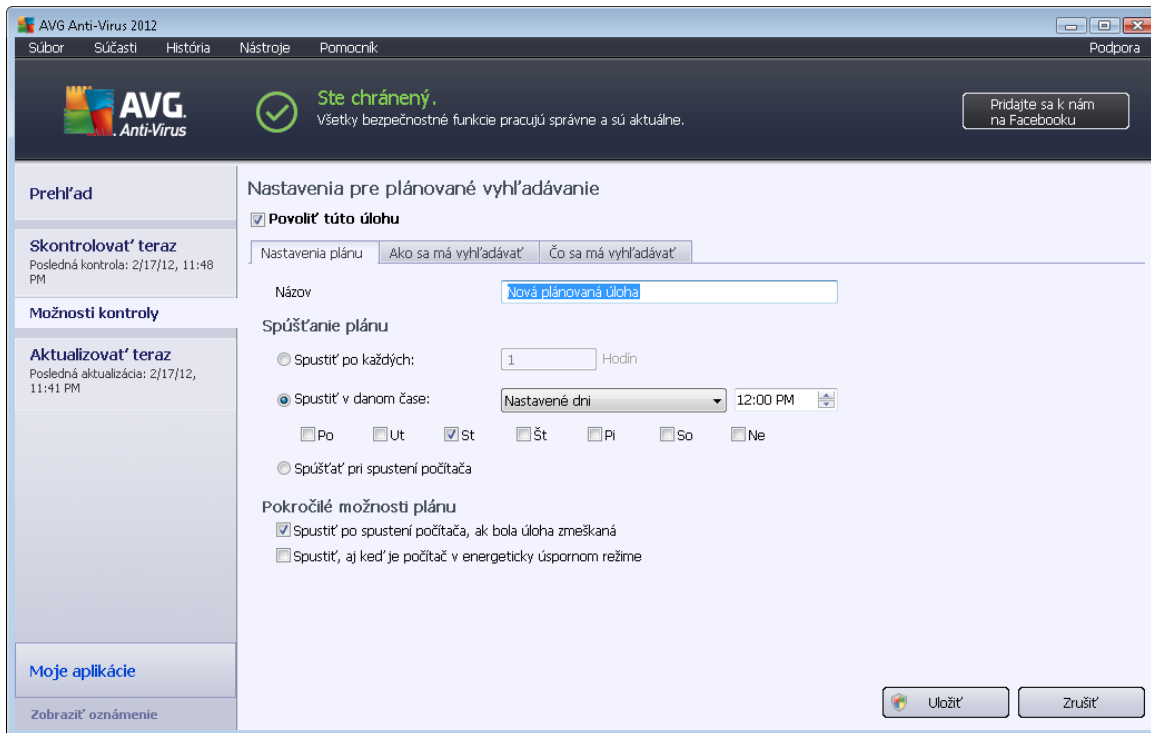 AVG Anti-Virus 2012
Súbor Súčasti História Nástroje Pomocník Podpora
AVG.
Anti-Virus
Ste chránený.
Všetky bezpečnostné funkcie pracujú správne a sú aktuálne.
Pridajte sa k nám
na Facebooku
Prehľad
Skontrolovať teraz
Posledná kontrola: 2/17/12, 11:48
PM
Možnosti kontroly
Aktualizovať teraz
Posledná aktualizácia: 2/17/12,
11:41 PM
Moje aplikácie
Zobraziť oznámenie
Nastavenia pre plánované vyhľadávanie
Povoliť túto úlohu
Nastavenia plánu Ako sa má vyhľadávať Čo sa má vyhľadávať
Názov Nová plánovaná úloha
Spúšťanie plánu
Spustiť po každých: 1 Hodín
Spustiť v danom čase: Nastavené dni 12:00 PM
Po Ut St Št Pi So Ne
Spúšťať pri spustení počítača
Pokročilé možnosti plánu
Spustiť po spustení počítača, ak bola úloha zmeškaná
Spustiť, aj keď je počítač v energeticky úspornom režime
Uložiť Zrušiť